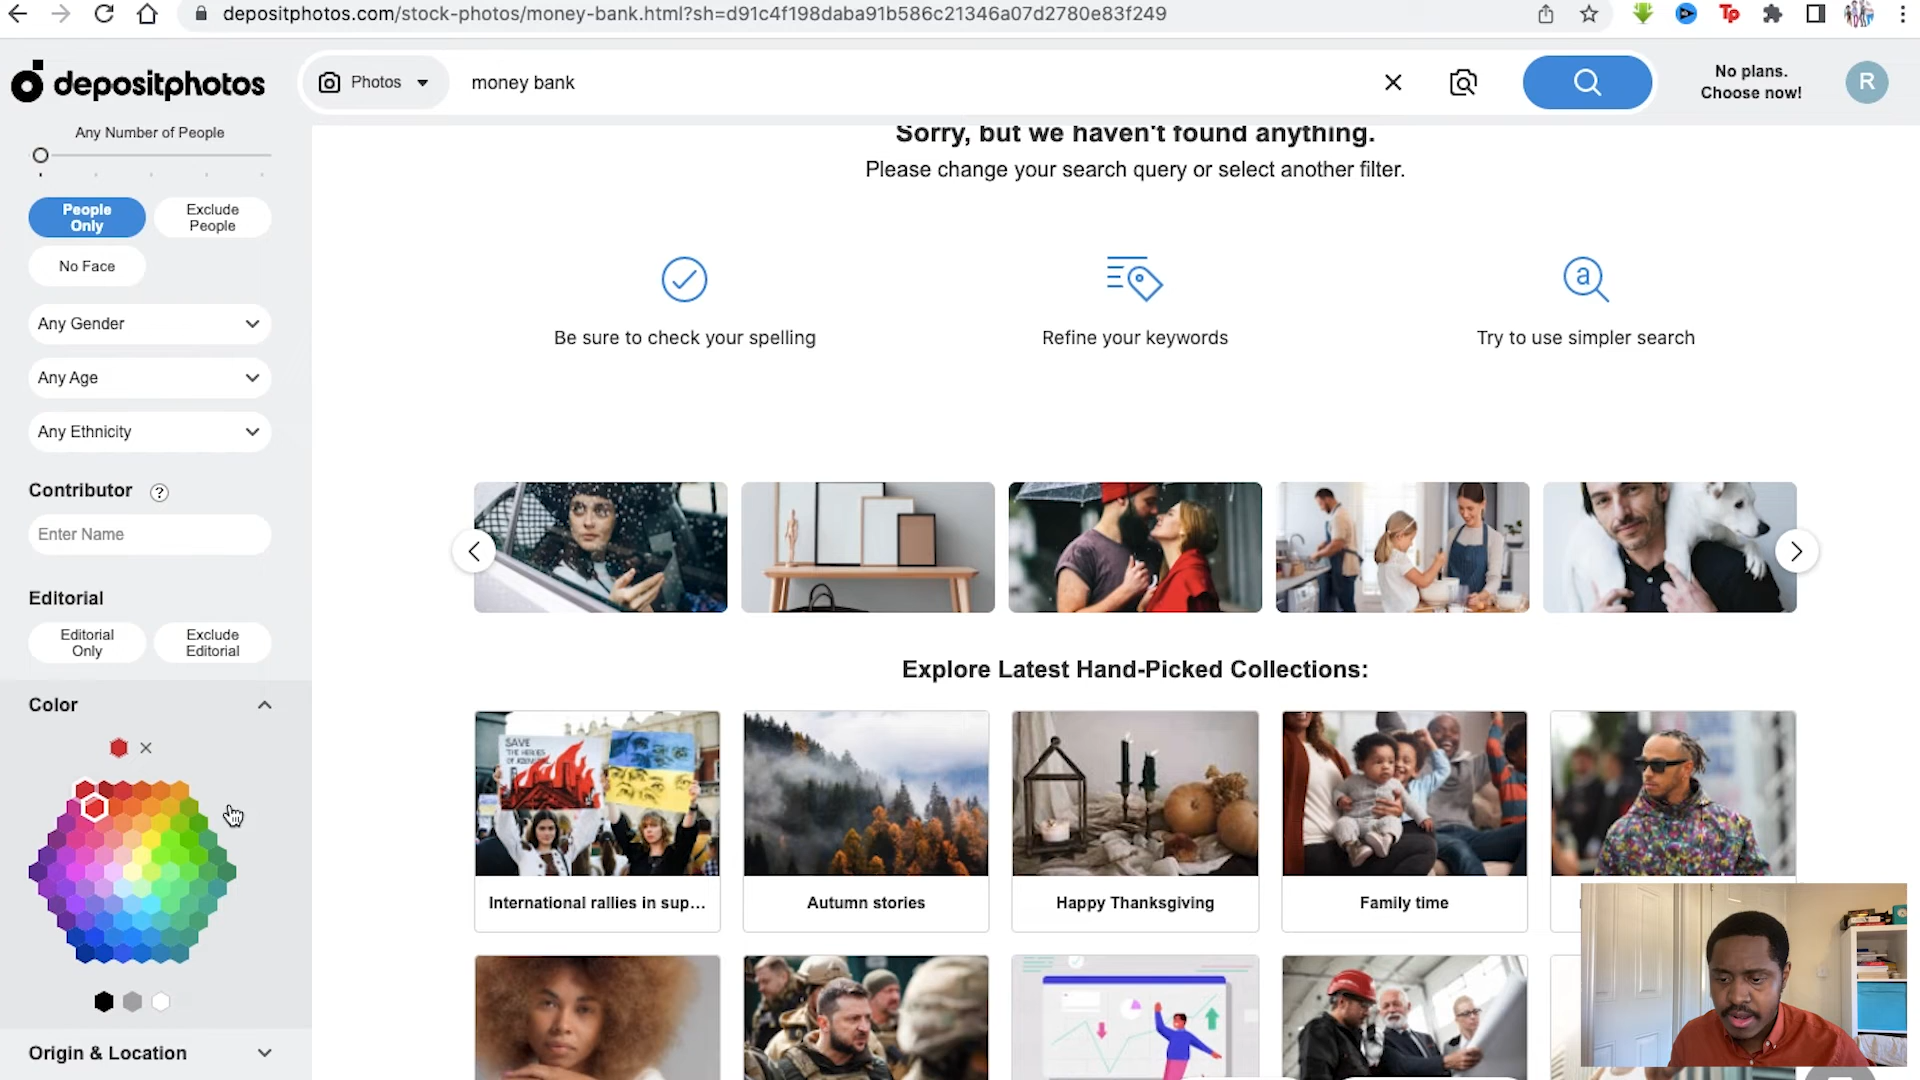 depositphotos.com/stock-photos/money-bank.html?sh=d91c4f198daba91b586c21346a07d2780e83f249
Tp
depositphotos
Photos
money bank
No plans.
Choose now!
R
Any Number of People
People
Only
Exclude
People
No Face
Any Gender
Any Age
Any Ethnicity
Contributor ?
Enter Name
Editorial
Editorial
Only
Exclude
Editorial
Color
Origin & Location
Sorry, but we haven't found anything.
Please change your search query or select another filter.
a
Be sure to check your spelling
Refine your keywords
Try to use simpler search
Explore Latest Hand-Picked Collections:
SAVE
THE HEROES
International rallies in sup...
Autumn stories
Happy Thanksgiving
Family time